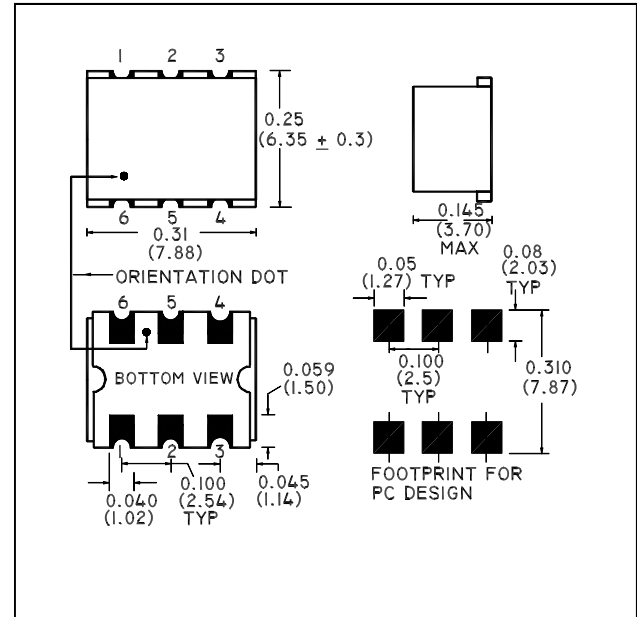 1 2 3
0.25
(6.35 ± 0.3)
6 5 4
0.31
(7.88)
0.145
(3.70)
MAX
ORIENTATION DOT
6 5 4
BOTTOM VIEW
0.059
(1.50)
1 2 3
0.040
(1.02)
0.100
(2.54)
TYP
0.045
(1.14)
0.05
(1.27) TYP
0.08
(2.03)
TYP
0.100
(2.5)
TYP
0.310
(7.87)
FOOTPRINT FOR
PC DESIGN